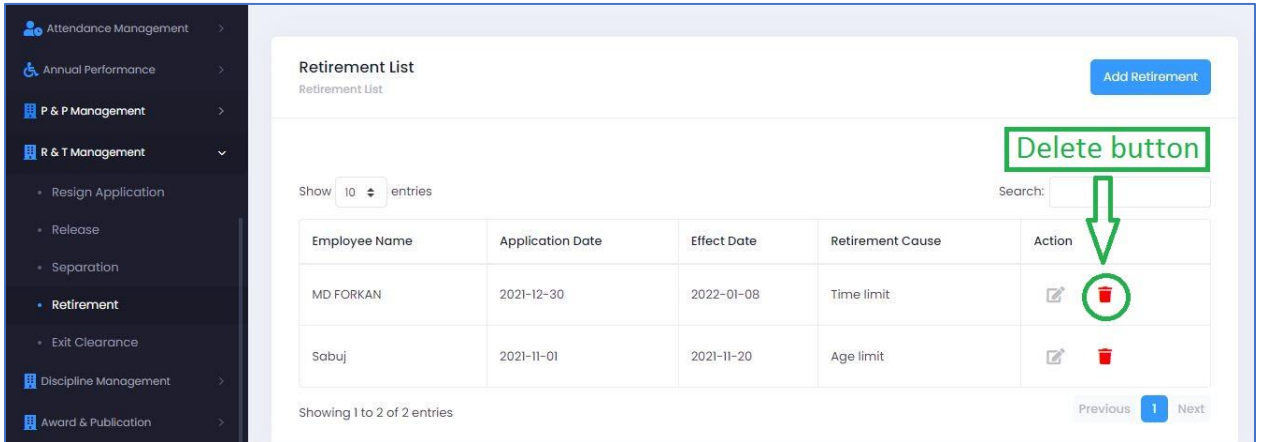 Attendance Management
Annual Performance
P & P Management
R & T Management
Resign Application
Release
Separation
Retirement
Exit Clearance
Discipline Management
Award & Publication
Retirement List
Retirement List
Add Retirement
Delete button
Show 10 entries
Search:
Employee Name Application Date Effect Date Retirement Cause Action
MD FORKAN 2021-12-30 2022-01-08 Time limit
Sabuj 2021-11-01 2021-11-20 Age limit
Showing 1 to 2 of 2 entries
Previous 1 Next